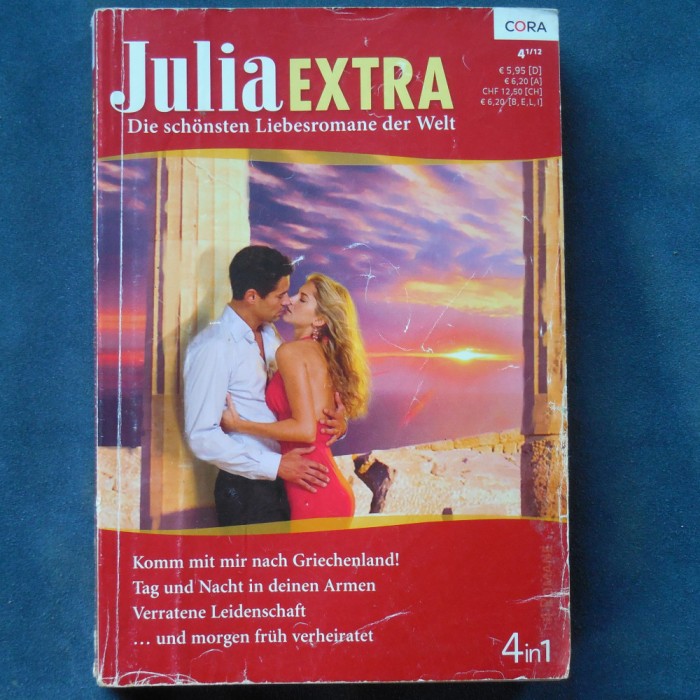 CORA
4 1/12
€ 5,95 [D]
€ 6,20 [A]
CHF 12,50 [CH]
€ 6,20 [B, E, L, I]
Julia EXTRA
Die schönsten Liebesromane der Welt
Komm mit mir nach Griechenland!
Tag und Nacht in deinen Armen
Verratene Leidenschaft
… und morgen früh verheiratet
4in1